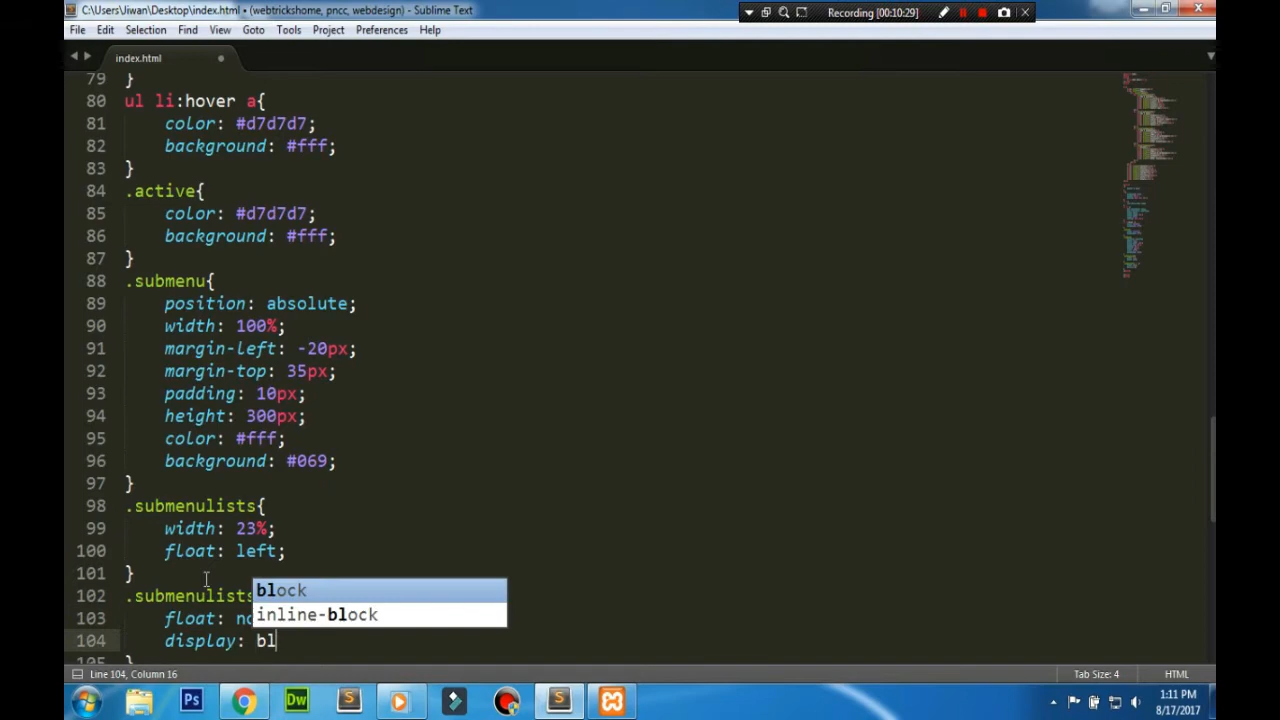 C:\Users\Jiwan\Desktop\index.html • (webtrickshome, pncc, webdesign) - Sublime Text
Recording [00:10:29]
File Edit Selection Find View Goto Tools Project Preferences Help
index.html
79 }
80 ul li:hover a{
81 color: #d7d7d7;
82 background: #fff;
83 }
84 .active{
85 color: #d7d7d7;
86 background: #fff;
87 }
88 .submenu{
89 position: absolute;
90 width: 100%;
91 margin-left: -20px;
92 margin-top: 35px;
93 padding: 10px;
94 height: 300px;
95 color: #fff;
96 background: #069;
97 }
98 .submenulists{
99 width: 23%;
100 float: left;
101 }
block
102 .submenulists
inline-block
103 float: no
104 display: bl
105 }
Line 104, Column 16 Tab Size: 4 HTML
Ps Dw S S
1:11 PM
8/17/2017